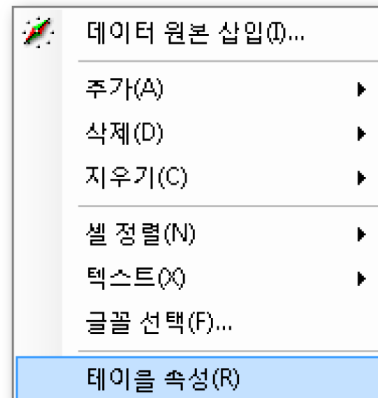 데이터 원본 삽입(I)...
추가(A)
삭제(D)
지우기(C)
셀 정렬(N)
텍스트(X)
글꼴 선택(F)...
테이블 속성(R)